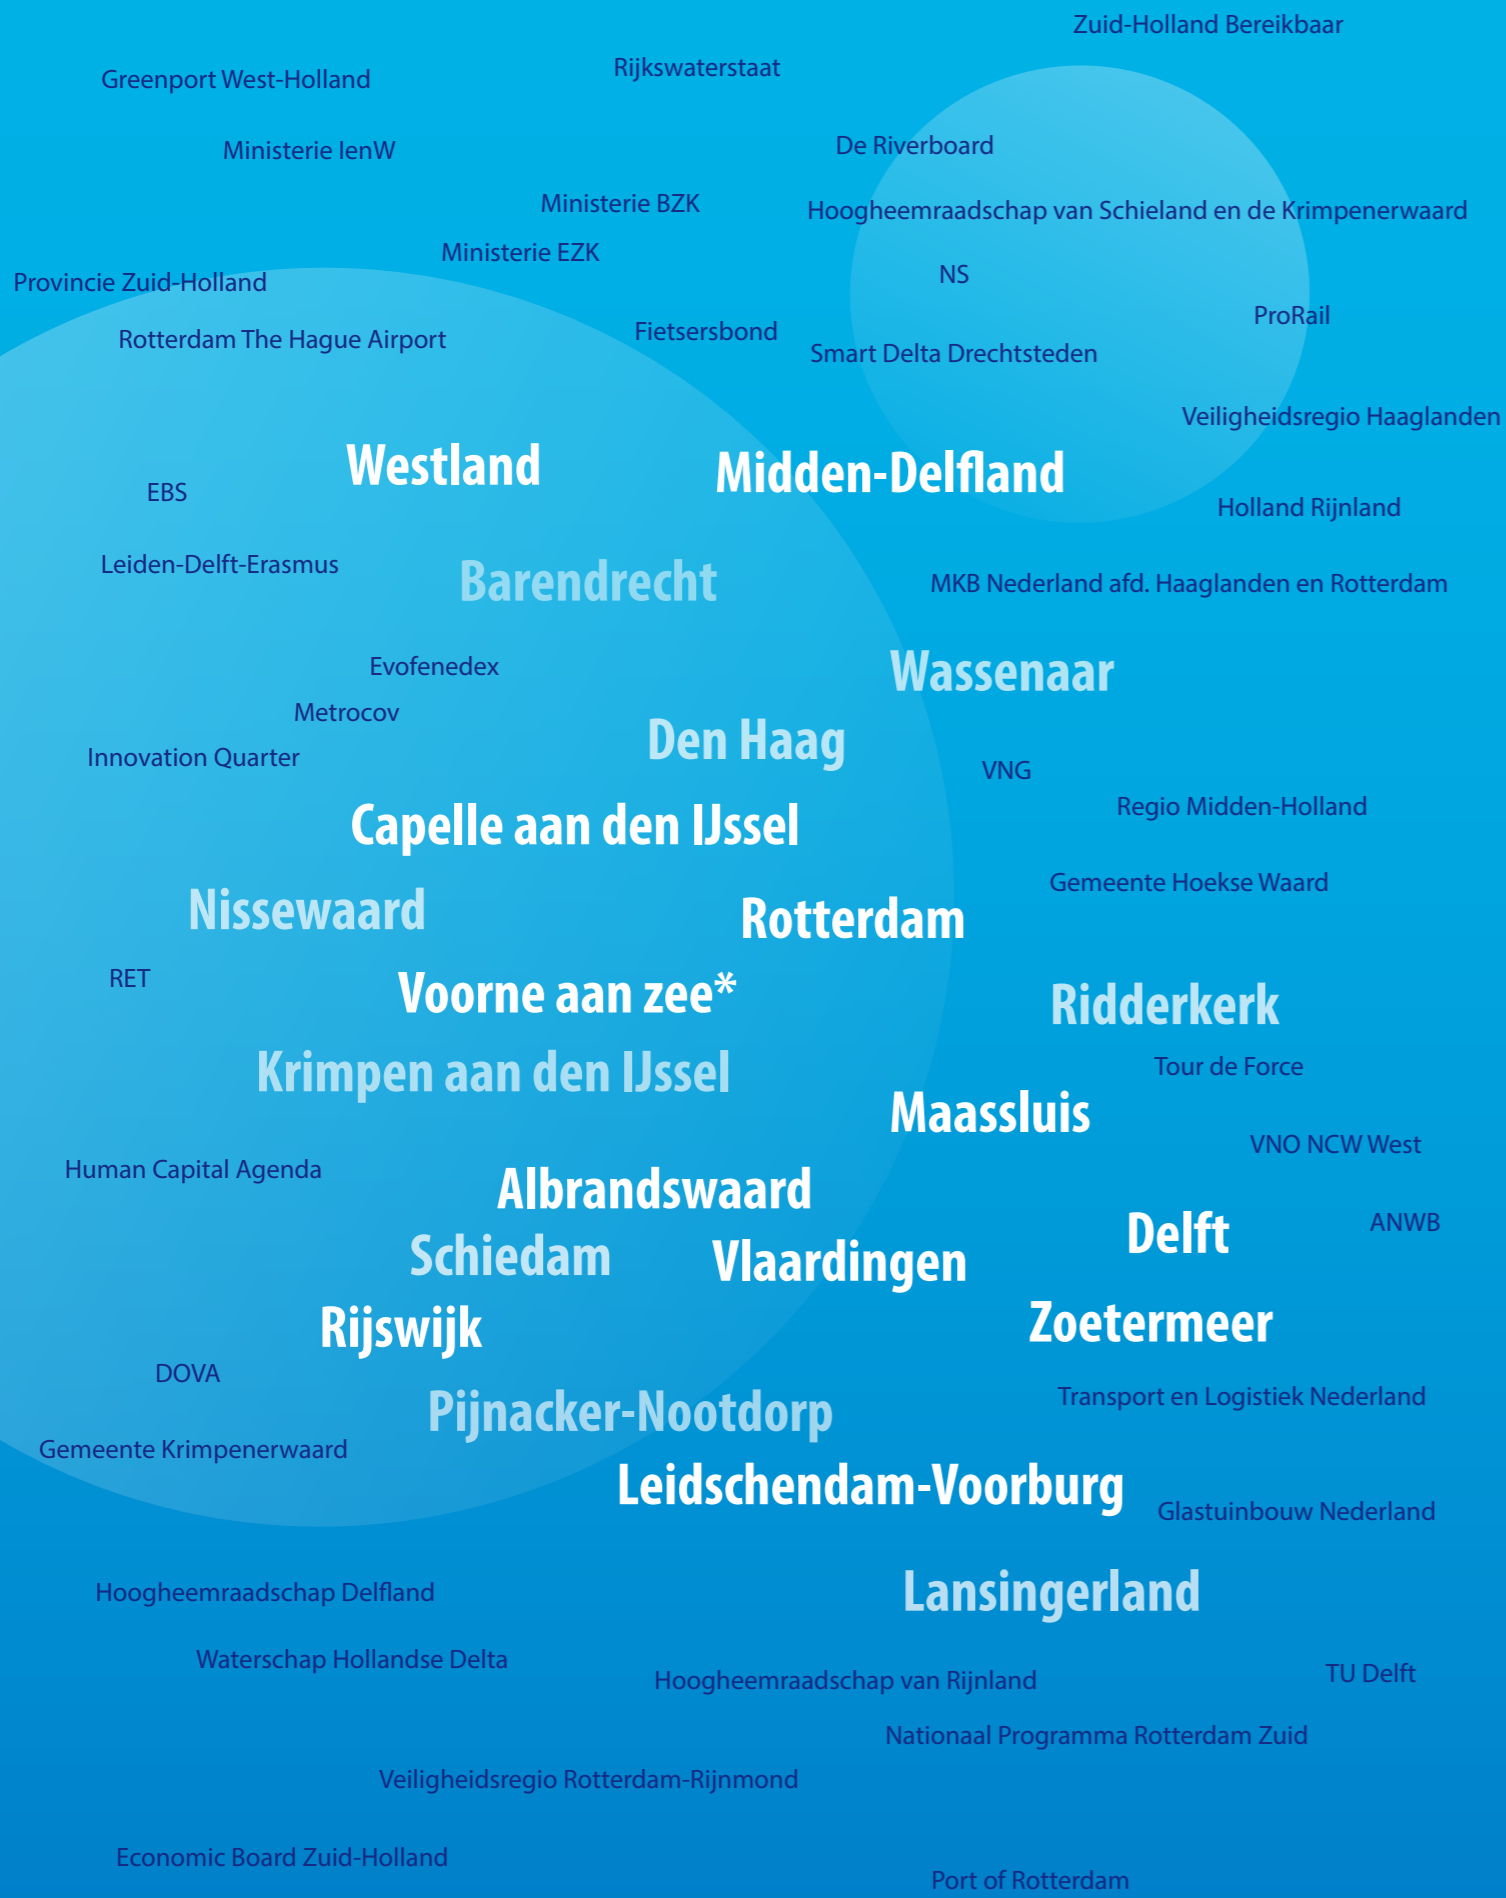 Zuid-Holland Bereikbaar
Rijkswaterstaat
Greenport West-Holland
De Riverboard
Ministerie IenW
Ministerie BZK
Hoogheemraadschap van Schieland en de Krimpenerwaard
Ministerie EZK
NS
Provincie Zuid-Holland
ProRail
Fietsersbond
Rotterdam The Hague Airport
Smart Delta Drechtsteden
Veiligheidsregio Haaglanden
Westland
Midden-Delfland
EBS
Holland Rijnland
Leiden-Delft-Erasmus
Barendrecht
MKB Nederland afd. Haaglanden en Rotterdam
Evofenedex
Wassenaar
Metrocov
Den Haag
Innovation Quarter
VNG
Regio Midden-Holland
Capelle aan den IJssel
Gemeente Hoekse Waard
Nissewaard
Rotterdam
RET
Voorne aan zee*
Ridderkerk
Tour de Force
Krimpen aan den IJssel
Maassluis
VNO NCW West
Human Capital Agenda
Albrandswaard
ANWB
Delft
Schiedam
Vlaardingen
Zoetermeer
Rijswijk
DOVA
Transport en Logistiek Nederland
Pijnacker-Nootdorp
Gemeente Krimpenerwaard
Leidschendam-Voorburg
Glastuinbouw Nederland
Hoogheemraadschap Delfland
Lansingerland
Waterschap Hollandse Delta
TU Delft
Hoogheemraadschap van Rijnland
Nationaal Programma Rotterdam Zuid
Veiligheidsregio Rotterdam-Rijnmond
Economic Board Zuid-Holland
Port of Rotterdam